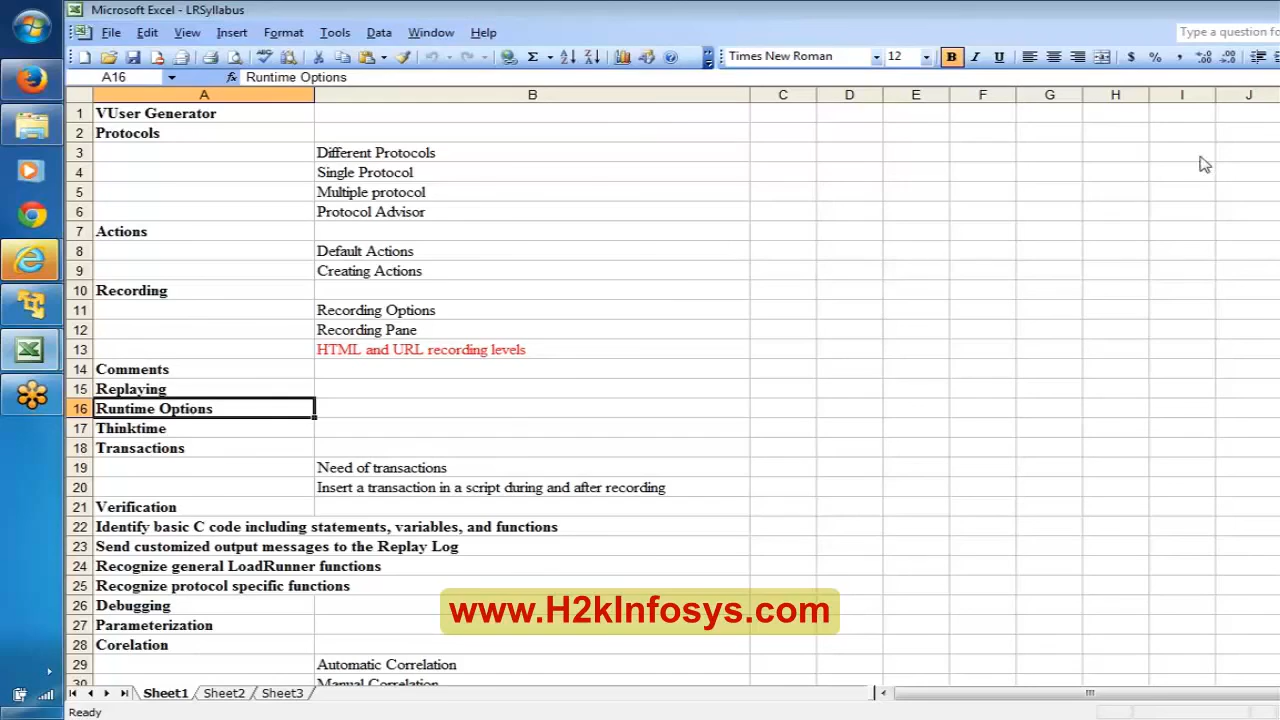 Microsoft Excel - LRSyllabus
File Edit View Insert Format Tools Data Window Help
Type a question fo
Times New Roman 12 B I U $ % ,
A16 fx Runtime Options
A B C D E F G H I J
1 VUser Generator
2 Protocols
3 Different Protocols
4 Single Protocol
5 Multiple protocol
6 Protocol Advisor
7 Actions
8 Default Actions
9 Creating Actions
10 Recording
11 Recording Options
12 Recording Pane
13 HTML and URL recording levels
14 Comments
15 Replaying
16 Runtime Options
17 Thinktime
18 Transactions
19 Need of transactions
20 Insert a transaction in a script during and after recording
21 Verification
22 Identify basic C code including statements, variables, and functions
23 Send customized output messages to the Replay Log
24 Recognize general LoadRunner functions
25 Recognize protocol specific functions
26 Debugging
27 Parameterization
28 Corelation
29 Automatic Correlation
30 Manual Correlation
www.H2kInfosys.com
Sheet1 Sheet2 Sheet3
Ready